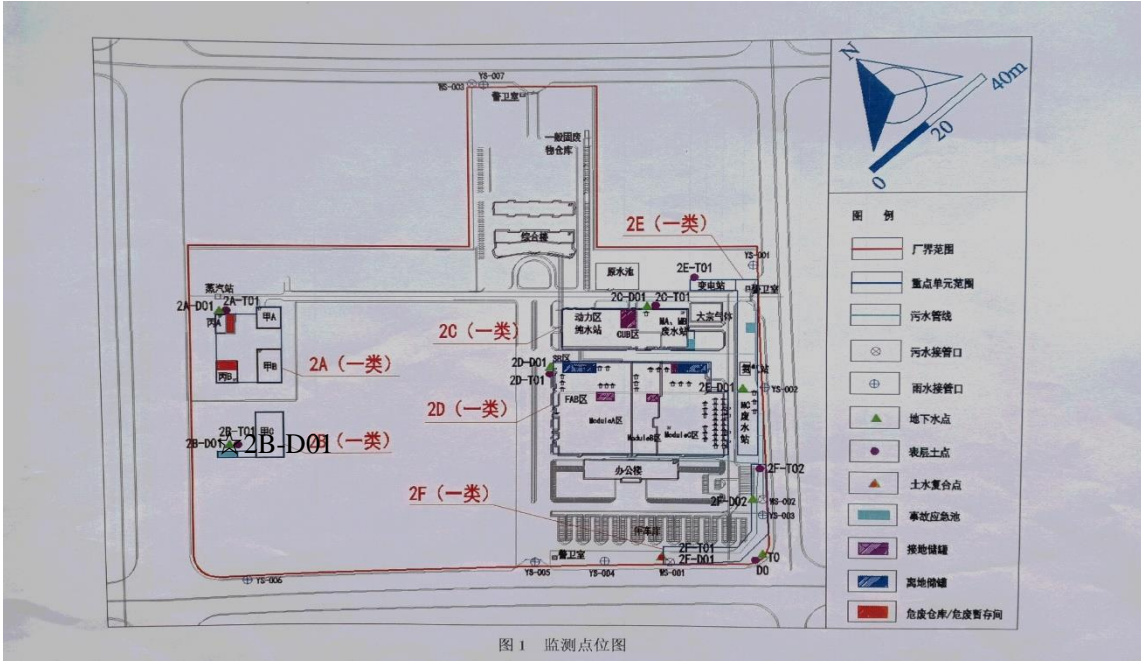 YS-007
WS-003
警卫室
一般固废
物仓库
综合楼
2E（一类）
YS-001
原水池
2E-T01
变电站
警卫室
蒸汽站
2A-D01
2A-T01
丙A
甲A
甲B
丙B
2A（一类）
2C（一类）
2C-D01
2C-T01
动力区
纯水站
CUB区
MA、MB
废水站
大宗气体
2D-D01
2D-T01
2D（一类）
FAB区
ModuleA区
ModuleB区
ModuleC区
2E-D01
YS-002
MC
废水站
甲C
2B-T01
2B-D01
2B-D01
（一类）
办公楼
2F（一类）
2F-T02
2F-D02
WS-002
YS-003
停车库
2F-T01
2F-D01
T0
D0
警卫室
YS-006
YS-005
YS-004
WS-001
N
0
20
40m
图 例
厂界范围
重点单元范围
污水管线
污水接管口
雨水接管口
地下水点
表层土点
土水复合点
事故应急池
接地储罐
离地储罐
危废仓库/危废暂存间
图 1 监测点位图